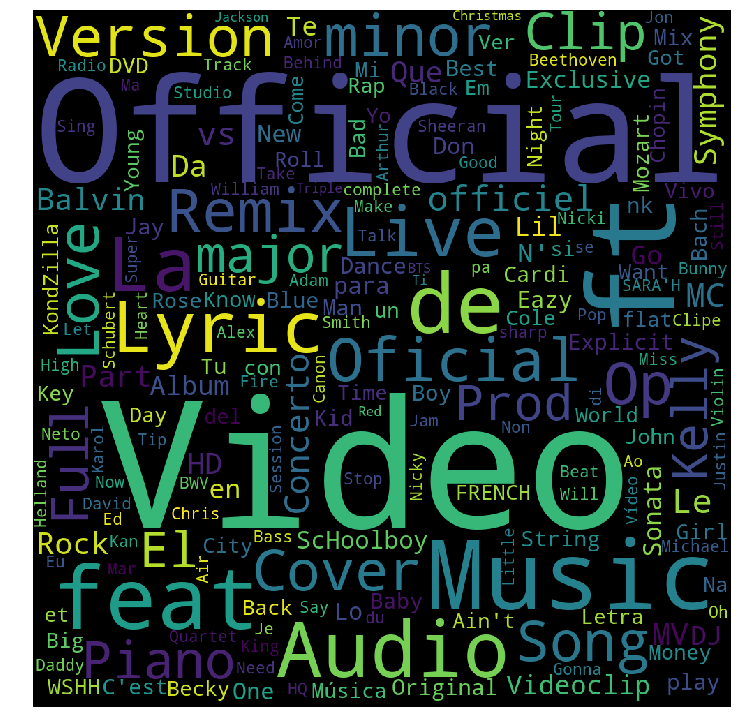 Version
minor
Clip
Official
Jackson
Christmas
Jon
Amor
Behind
Te
Ver
Mix
Got
Beethoven
Radio
DVD
Track
Mi
Que
Best
Em
Exclusive
Symphony
Ma
Studio
Come
Rap
Black
Yo
Sing
Young
vs
New
Bad
Arthur
Sheeran
Don
Good
Night
Tour
Mozart
Chopin
Da
Roll
Take
William
Triple
complete
Make
Vivo
Still
Balvin
Remix
Live
officiel
Lil
Nicki
nk
Bach
Jay
Super
Talk
N'
si
se
Go
Love
La
major
Dance
BTS
pa
Ti
Cardi
Want
Bunny
SARA'H
ft
KondZilla
Guitar
Adam
para
de
Eazy
MC
Rose
Know
Blue
Man
un
Cole
Pop
flat
Clipe
Let
Schubert
Heart
Lyric
Alex
Smith
sharp
Explicit
Miss
High
Tu
con
Canon
Oficial
Op
Kelly
Violin
Justin
Key
Part
Album
Fire
Concerto
Time
Boy
Prod
di
Full
Day
del
Kid
Red
Jam
Non
World
John
Neto
Karol
Tip
Video
Session
Nicky
Ao
Helland
Now
HD
BWV
en
Stop
FRENCH
Beat
Will
Vídeo
Le
David
Ed
Chris
Sonata
Rock
Kan
El
Air
City
Bass
ScHoolboy
Little
String
Girl
Michael
Eu
Mar
feat
Cover
Music
Na
et
Back
Say
Lo
Baby
du
Ain't
Letra
Oh
Big
Quartet
Je
King
Audio
Song
MV
DJ
Daddy
Piano
Need
Gonna
Money
WSHH
C'est
Becky
One
HQ
Música
Original
Videoclip
play